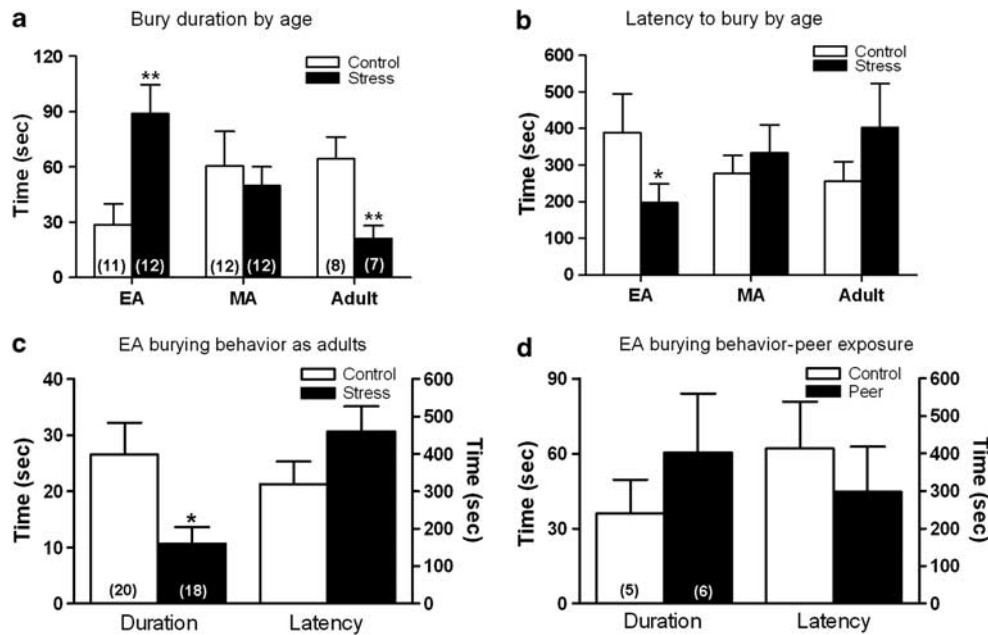 a
Bury duration by age
Time (sec)
120
90
60
30
0
Control
Stress
**
**
(11)
(12)
(12)
(12)
(8)
(7)
EA
MA
Adult
b
Latency to bury by age
Time (sec)
600
500
400
300
200
100
0
Control
Stress
*
EA
MA
Adult
c
EA burying behavior as adults
Time (sec)
40
30
20
10
0
Control
Stress
*
(20)
(18)
600
500
400
300
200
100
0
Time (sec)
Duration
Latency
d
EA burying behavior-peer exposure
Time (sec)
90
60
30
0
Control
Peer
(5)
(6)
600
500
400
300
200
100
0
Time (sec)
Duration
Latency